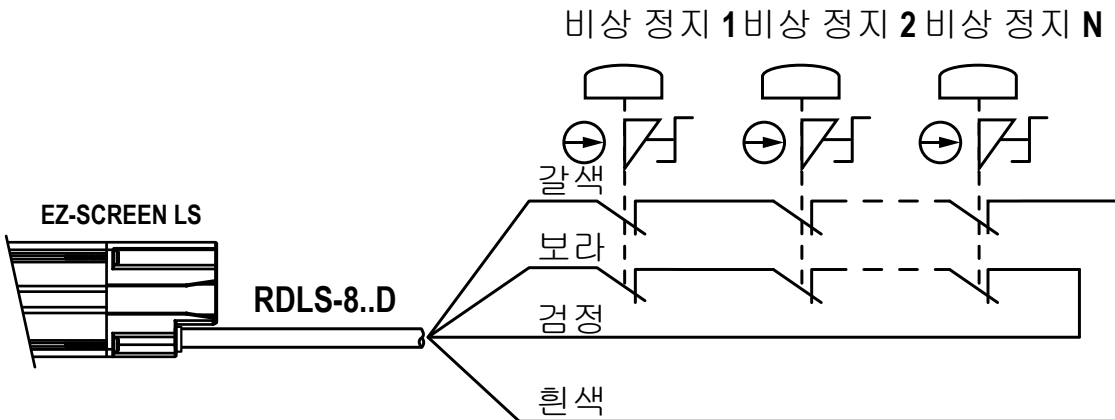 비상 정지 1 비상 정지 2 비상 정지 N
갈색
EZ-SCREEN LS
보라
RDLS-8..D
검정
흰색